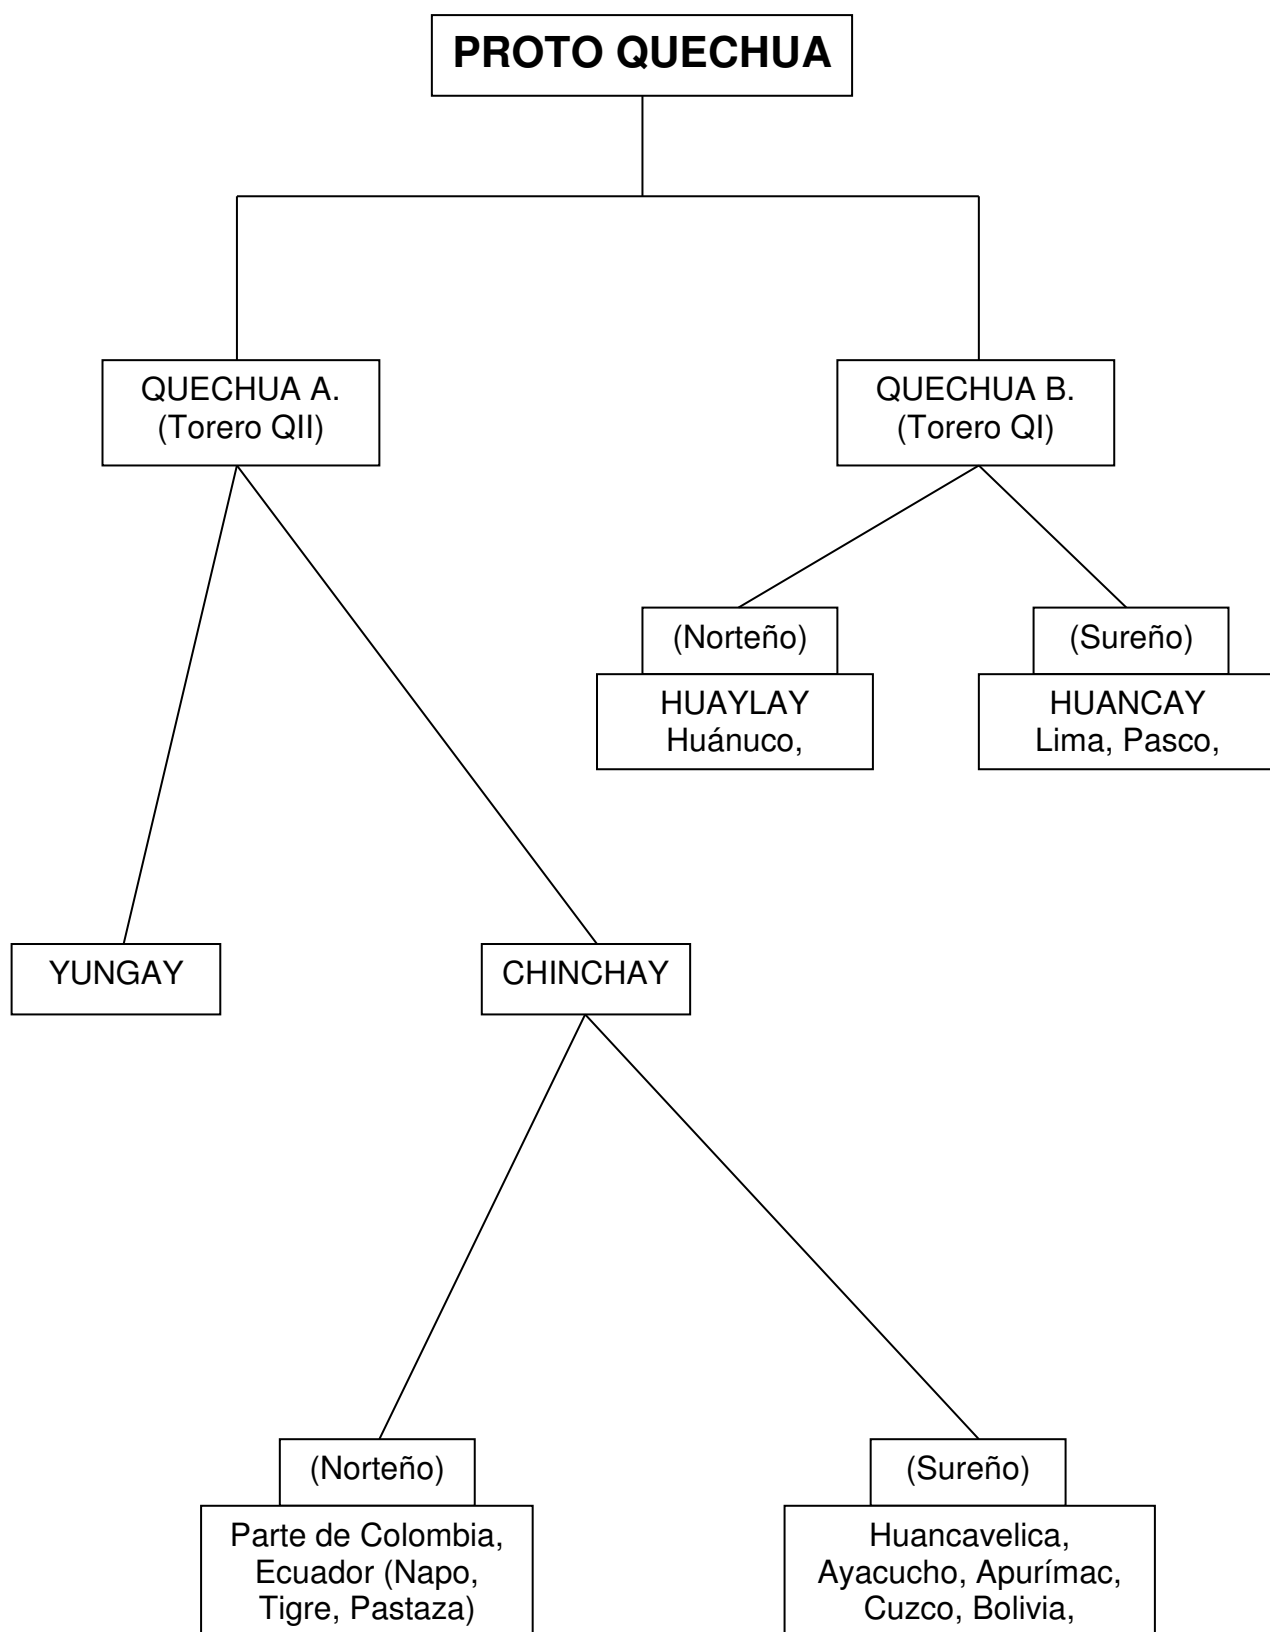 PROTO QUECHUA
QUECHUA A.
(Torero QII)
QUECHUA B.
(Torero QI)
(Norteño)
HUAYLAY
Huánuco,
(Sureño)
HUANCAY
Lima, Pasco,
YUNGAY
CHINCHAY
(Norteño)
Parte de Colombia,
Ecuador (Napo,
Tigre, Pastaza)
(Sureño)
Huancavelica,
Ayacucho, Apurímac,
Cuzco, Bolivia,